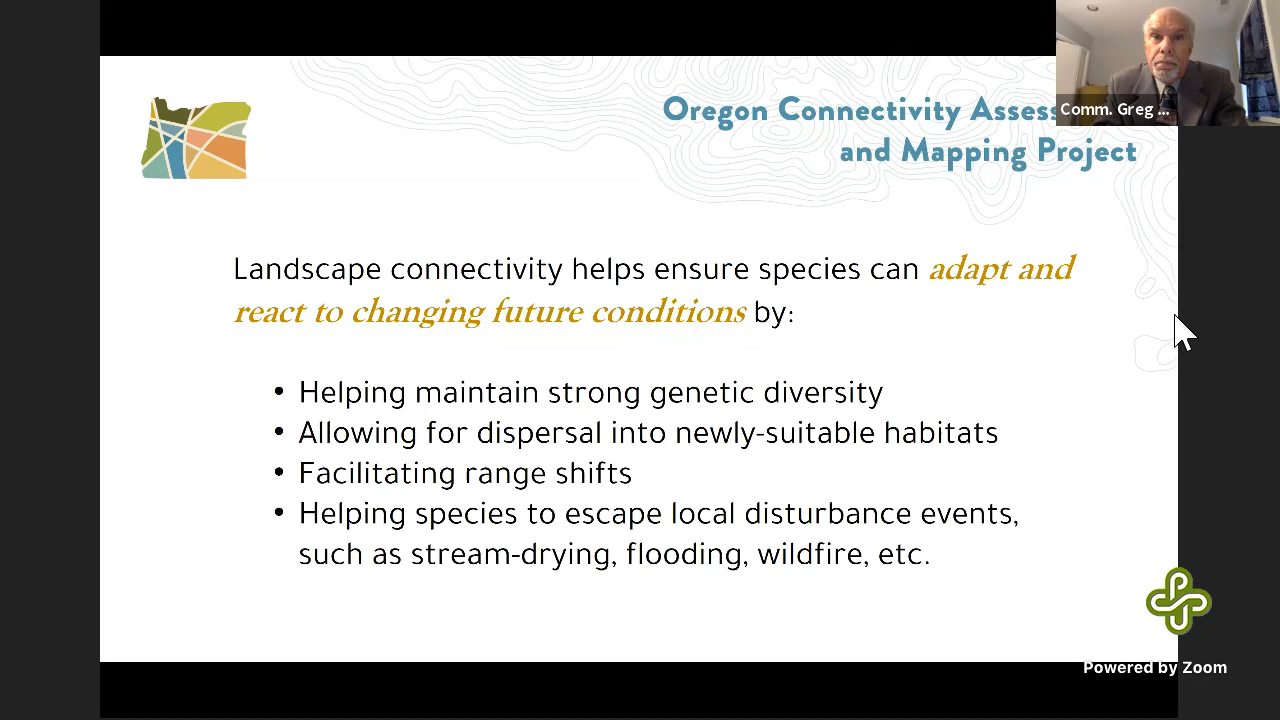 Oregon Connectivity Assess
and Mapping Project
Comm. Greg ...
Landscape connectivity helps ensure species can adapt and
react to changing future conditions by:
• Helping maintain strong genetic diversity
• Allowing for dispersal into newly-suitable habitats
• Facilitating range shifts
• Helping species to escape local disturbance events,
such as stream-drying, flooding, wildfire, etc.
Powered by Zoom